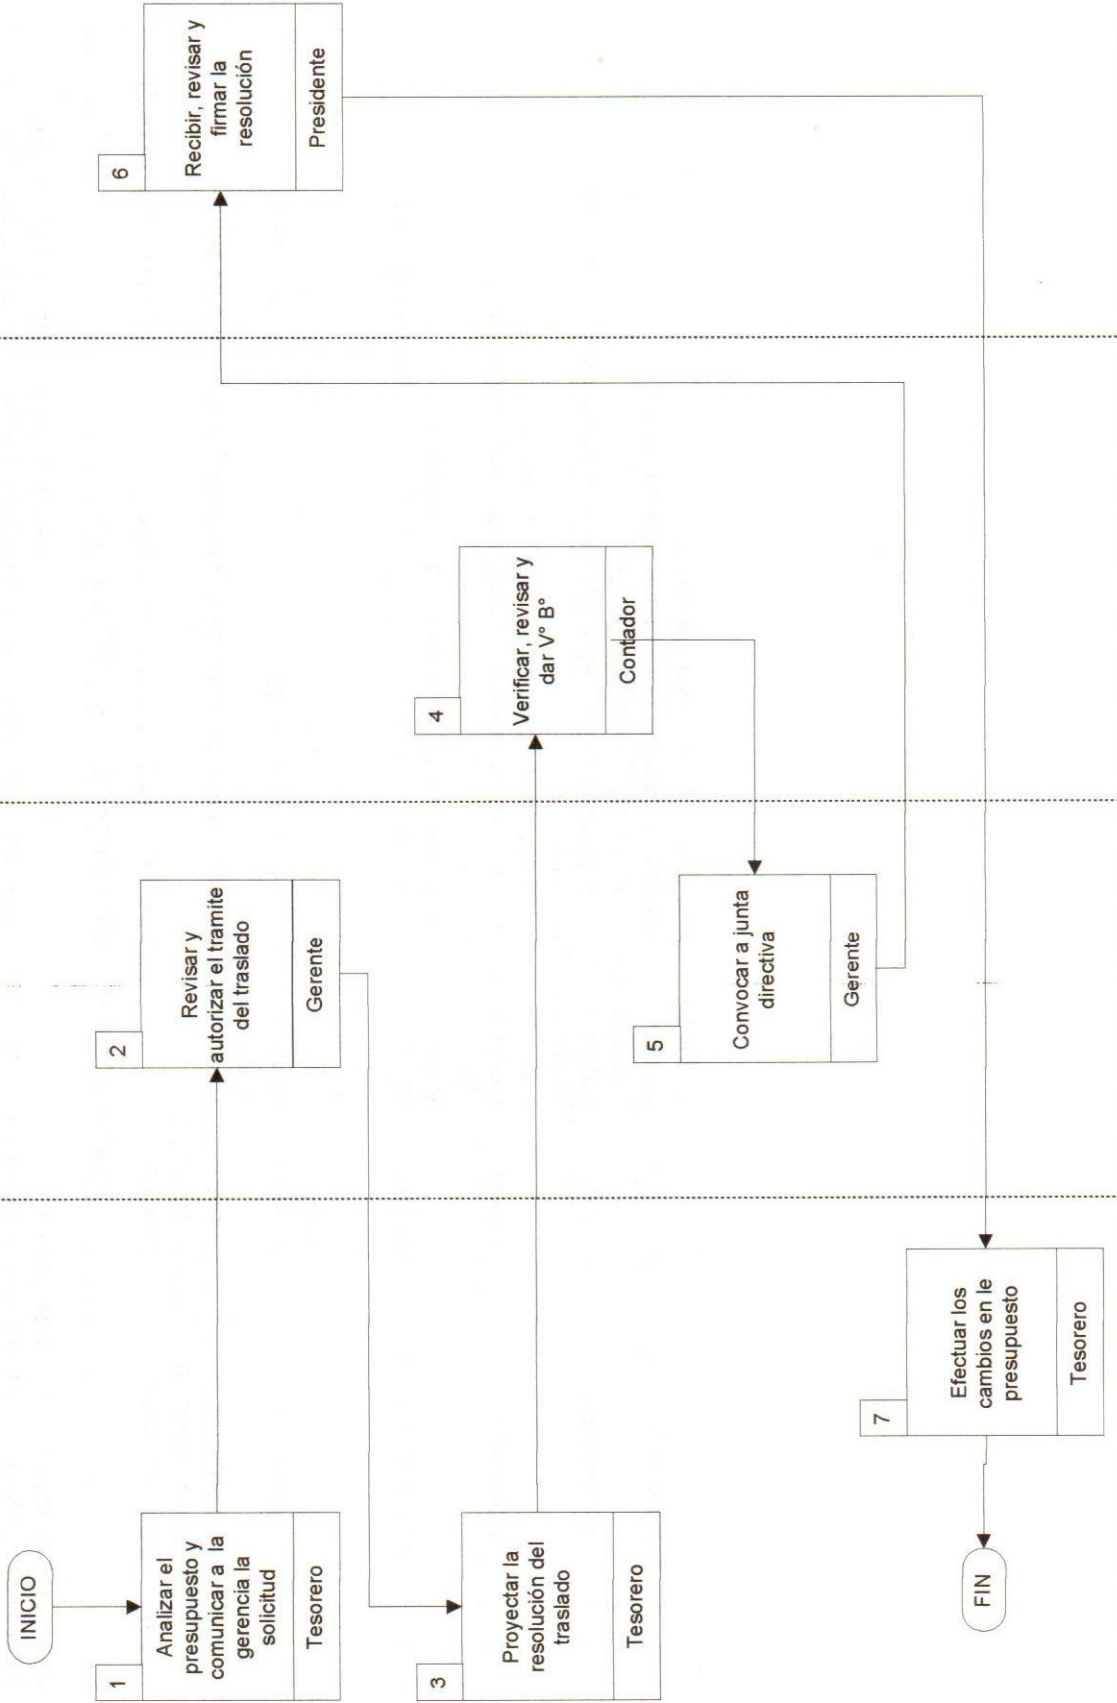 INICIO
1
Analizar el
presupuesto y
comunicar a la
gerencia la
solicitud
Tesorero
2
Revisar y
autorizar el tramite
del traslado
Gerente
3
Proyectar la
resolución del
traslado
Tesorero
4
Verificar, revisar y
dar V° B°
Contador
5
Convocar a junta
directiva
Gerente
6
Recibir, revisar y
firmar la
resolución
Presidente
7
Efectuar los
cambios en le
presupuesto
Tesorero
FIN